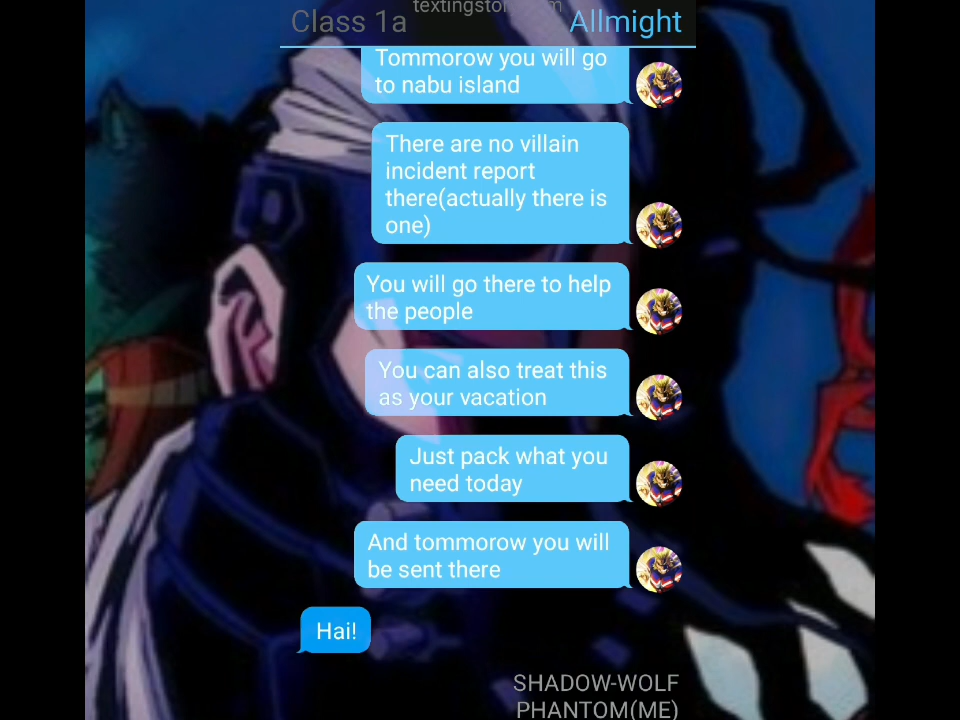 Class 1a
Allmight
Tommorow you will go
to nabu island
There are no villain
incident report
there(actually there is
one)
You will go there to help
the people
You can also treat this
as your vacation
Just pack what you
need today
And tommorow you will
be sent there
Hai!
SHADOW-WOLF
PHANTOM(ME)